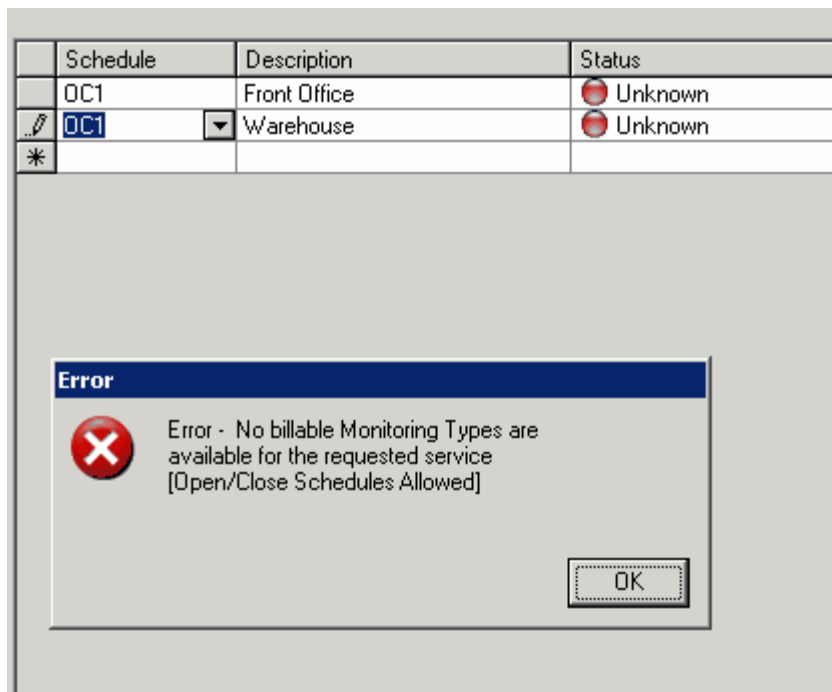 Schedule Description Status
OC1 Front Office Unknown
OC1 Warehouse Unknown
Error
Error - No billable Monitoring Types are
available for the requested service
[Open/Close Schedules Allowed]
OK